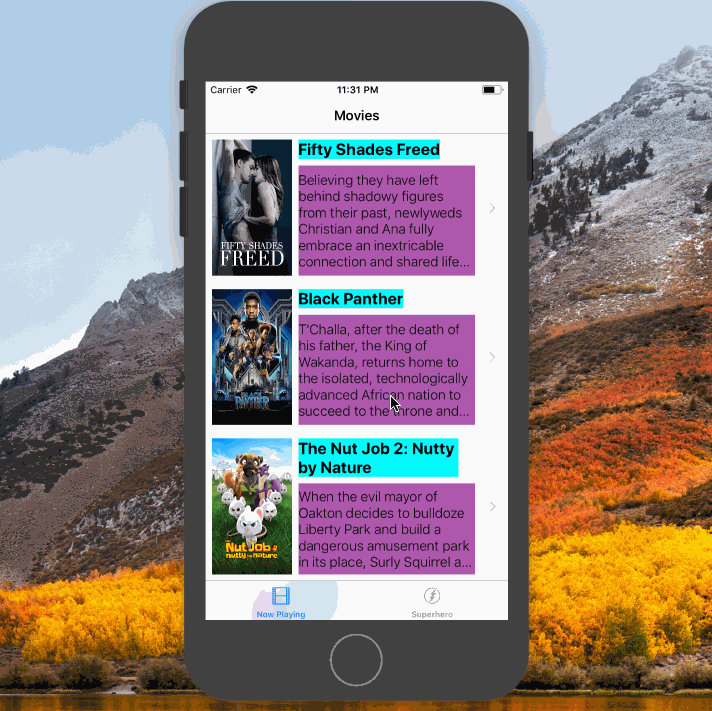 Carrier 11:31 PM
Movies
Fifty Shades Freed
Believing they have left
behind shadowy figures
from their past, newlyweds
Christian and Ana fully
embrace an inextricable
connection and shared life...
FIFTY SHADES
FREED
Black Panther
T'Challa, after the death of
his father, the King of
Wakanda, returns home to
the isolated, technologically
advanced African nation to
succeed to the throne and...
PANTHER
The Nut Job 2: Nutty
by Nature
When the evil mayor of
Oakton decides to bulldoze
Liberty Park and build a
dangerous amusement park
in its place, Surly Squirrel a...
The
Nut Job 2
nutty by nature
Now Playing
Superhero